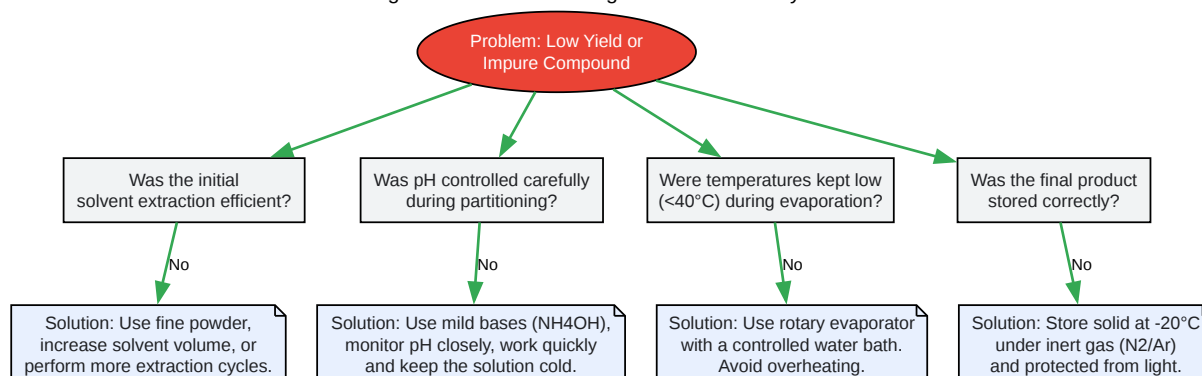 Problem: Low Yield or
Impure Compound
Was the initial
solvent extraction efficient?
Was pH controlled carefully
during partitioning?
Were temperatures kept low
(<40°C) during evaporation?
Was the final product
stored correctly?
No
No
No
No
Solution: Use fine powder,
increase solvent volume, or
perform more extraction cycles.
Solution: Use mild bases (NH4OH),
monitor pH closely, work quickly
and keep the solution cold.
Solution: Use rotary evaporator
with a controlled water bath.
Avoid overheating.
Solution: Store solid at -20°C
under inert gas (N2/Ar)
and protected from light.